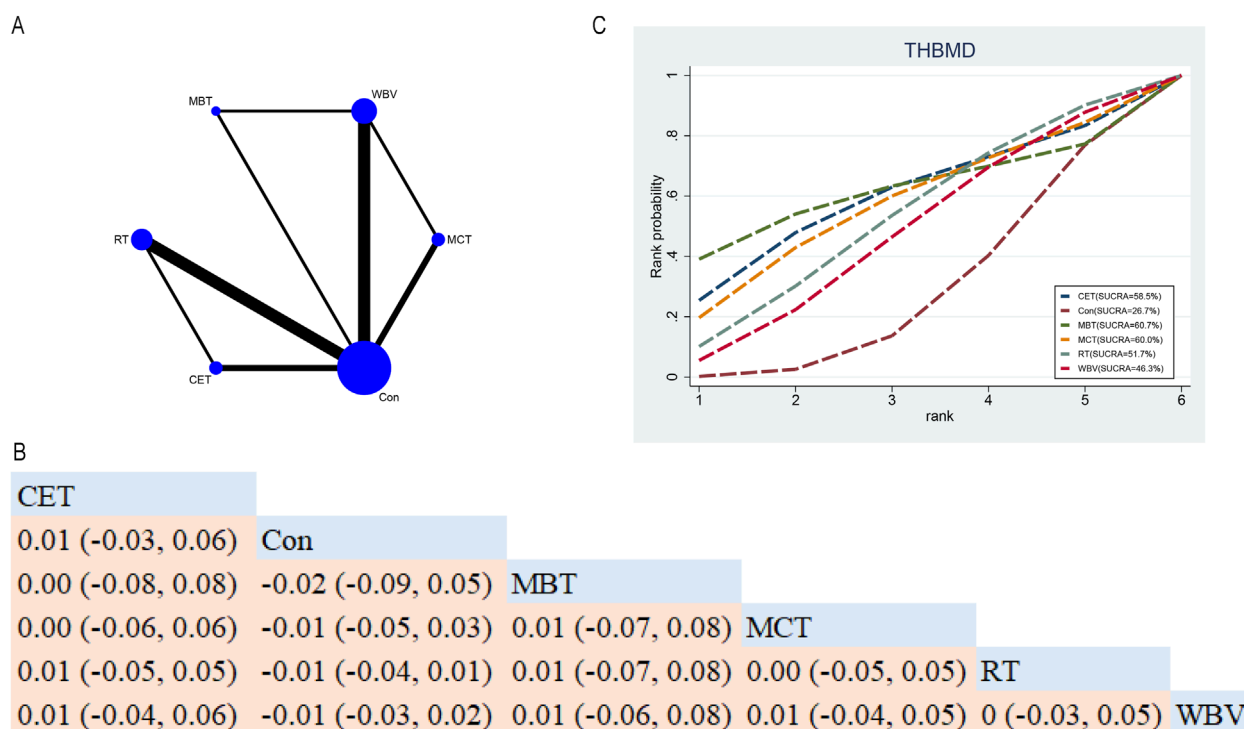 A
MBT
WBV
RT
MCT
CET
Con
C
THBMD
Rank probability
1
.8
.6
.4
.2
0
1
2
3
4
5
6
rank
CET(SUCRA=58.5%)
Con(SUCRA=26.7%)
MBT(SUCRA=60.7%)
MCT(SUCRA=60.0%)
RT(SUCRA=51.7%)
WBV(SUCRA=46.3%)
B
CET
0.01 (-0.03, 0.06) Con
0.00 (-0.08, 0.08) -0.02 (-0.09, 0.05) MBT
0.00 (-0.06, 0.06) -0.01 (-0.05, 0.03) 0.01 (-0.07, 0.08) MCT
0.01 (-0.05, 0.05) -0.01 (-0.04, 0.01) 0.01 (-0.07, 0.08) 0.00 (-0.05, 0.05) RT
0.01 (-0.04, 0.06) -0.01 (-0.03, 0.02) 0.01 (-0.06, 0.08) 0.01 (-0.04, 0.05) 0 (-0.03, 0.05) WBV